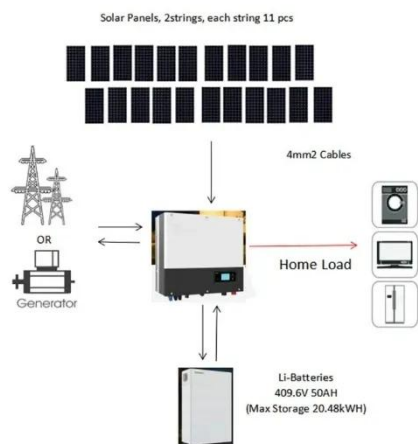 Solar Panels, 2strings, each string 11 pcs
4mm2 Cables
OR
Generator
Home Load
Li-Batteries
409.6V 50AH
(Max Storage 20.48kWH)